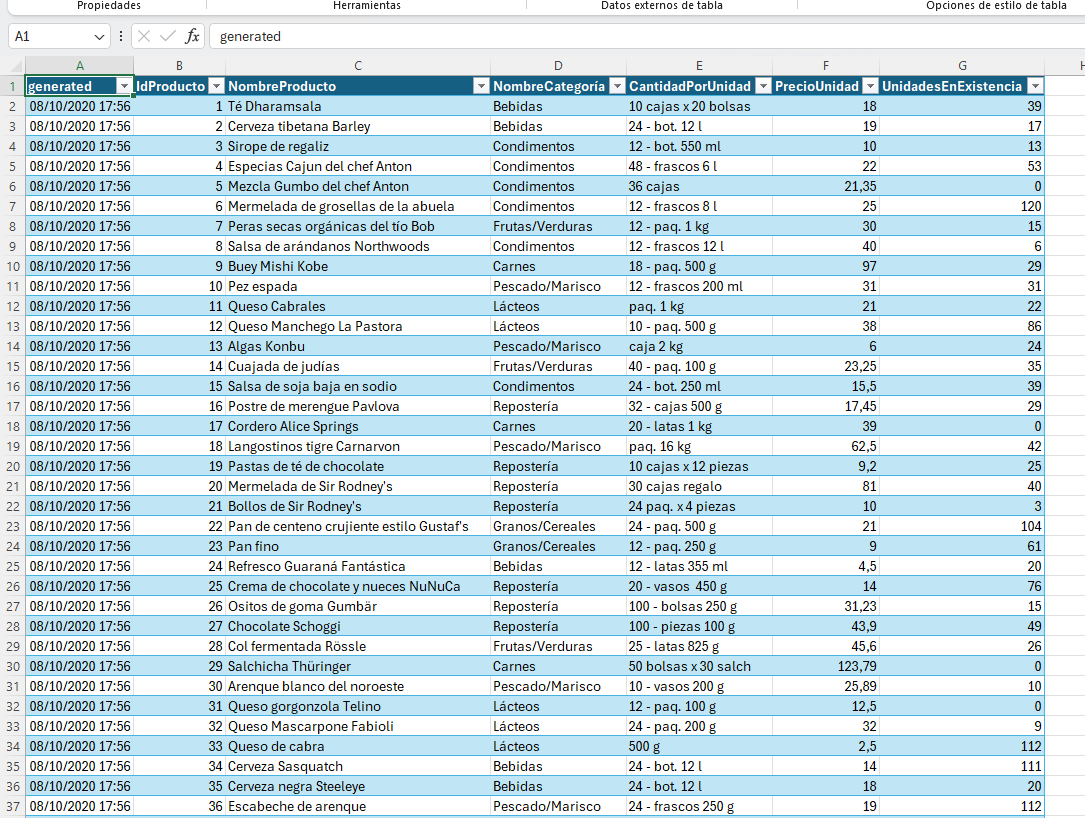 Propiedades Herramientas Datos externos de tabla Opciones de estilo de tabla
A1 fx generated
A B C D E F G H
1 generated IdProducto NombreProducto NombreCategoría CantidadPorUnidad PrecioUnidad UnidadesEnExistencia
2 08/10/2020 17:56 1 Té Dharamsala Bebidas 10 cajas x 20 bolsas 18 39
3 08/10/2020 17:56 2 Cerveza tibetana Barley Bebidas 24 - bot. 12 l 19 17
4 08/10/2020 17:56 3 Sirope de regaliz Condimentos 12 - bot. 550 ml 10 13
5 08/10/2020 17:56 4 Especias Cajun del chef Anton Condimentos 48 - frascos 6 l 22 53
6 08/10/2020 17:56 5 Mezcla Gumbo del chef Anton Condimentos 36 cajas 21,35 0
7 08/10/2020 17:56 6 Mermelada de grosellas de la abuela Condimentos 12 - frascos 8 l 25 120
8 08/10/2020 17:56 7 Peras secas orgánicas del tío Bob Frutas/Verduras 12 - paq. 1 kg 30 15
9 08/10/2020 17:56 8 Salsa de arándanos Northwoods Condimentos 12 - frascos 12 l 40 6
10 08/10/2020 17:56 9 Buey Mishi Kobe Carnes 18 - paq. 500 g 97 29
11 08/10/2020 17:56 10 Pez espada Pescado/Marisco 12 - frascos 200 ml 31 31
12 08/10/2020 17:56 11 Queso Cabrales Lácteos paq. 1 kg 21 22
13 08/10/2020 17:56 12 Queso Manchego La Pastora Lácteos 10 - paq. 500 g 38 86
14 08/10/2020 17:56 13 Algas Konbu Pescado/Marisco caja 2 kg 6 24
15 08/10/2020 17:56 14 Cuajada de judías Frutas/Verduras 40 - paq. 100 g 23,25 35
16 08/10/2020 17:56 15 Salsa de soja baja en sodio Condimentos 24 - bot. 250 ml 15,5 39
17 08/10/2020 17:56 16 Postre de merengue Pavlova Repostería 32 - cajas 500 g 17,45 29
18 08/10/2020 17:56 17 Cordero Alice Springs Carnes 20 - latas 1 kg 39 0
19 08/10/2020 17:56 18 Langostinos tigre Carnarvon Pescado/Marisco paq. 16 kg 62,5 42
20 08/10/2020 17:56 19 Pastas de té de chocolate Repostería 10 cajas x 12 piezas 9,2 25
21 08/10/2020 17:56 20 Mermelada de Sir Rodney's Repostería 30 cajas regalo 81 40
22 08/10/2020 17:56 21 Bollos de Sir Rodney's Repostería 24 paq. x 4 piezas 10 3
23 08/10/2020 17:56 22 Pan de centeno crujiente estilo Gustaf's Granos/Cereales 24 - paq. 500 g 21 104
24 08/10/2020 17:56 23 Pan fino Granos/Cereales 12 - paq. 250 g 9 61
25 08/10/2020 17:56 24 Refresco Guaraná Fantástica Bebidas 12 - latas 355 ml 4,5 20
26 08/10/2020 17:56 25 Crema de chocolate y nueces NuNuCa Repostería 20 - vasos  450 g 14 76
27 08/10/2020 17:56 26 Ositos de goma Gumbär Repostería 100 - bolsas 250 g 31,23 15
28 08/10/2020 17:56 27 Chocolate Schoggi Repostería 100 - piezas 100 g 43,9 49
29 08/10/2020 17:56 28 Col fermentada Rössle Frutas/Verduras 25 - latas 825 g 45,6 26
30 08/10/2020 17:56 29 Salchicha Thüringer Carnes 50 bolsas x 30 salch 123,79 0
31 08/10/2020 17:56 30 Arenque blanco del noroeste Pescado/Marisco 10 - vasos 200 g 25,89 10
32 08/10/2020 17:56 31 Queso gorgonzola Telino Lácteos 12 - paq. 100 g 12,5 0
33 08/10/2020 17:56 32 Queso Mascarpone Fabioli Lácteos 24 - paq. 200 g 32 9
34 08/10/2020 17:56 33 Queso de cabra Lácteos 500 g 2,5 112
35 08/10/2020 17:56 34 Cerveza Sasquatch Bebidas 24 - bot. 12 l 14 111
36 08/10/2020 17:56 35 Cerveza negra Steeleye Bebidas 24 - bot. 12 l 18 20
37 08/10/2020 17:56 36 Escabeche de arenque Pescado/Marisco 24 - frascos 250 g 19 112